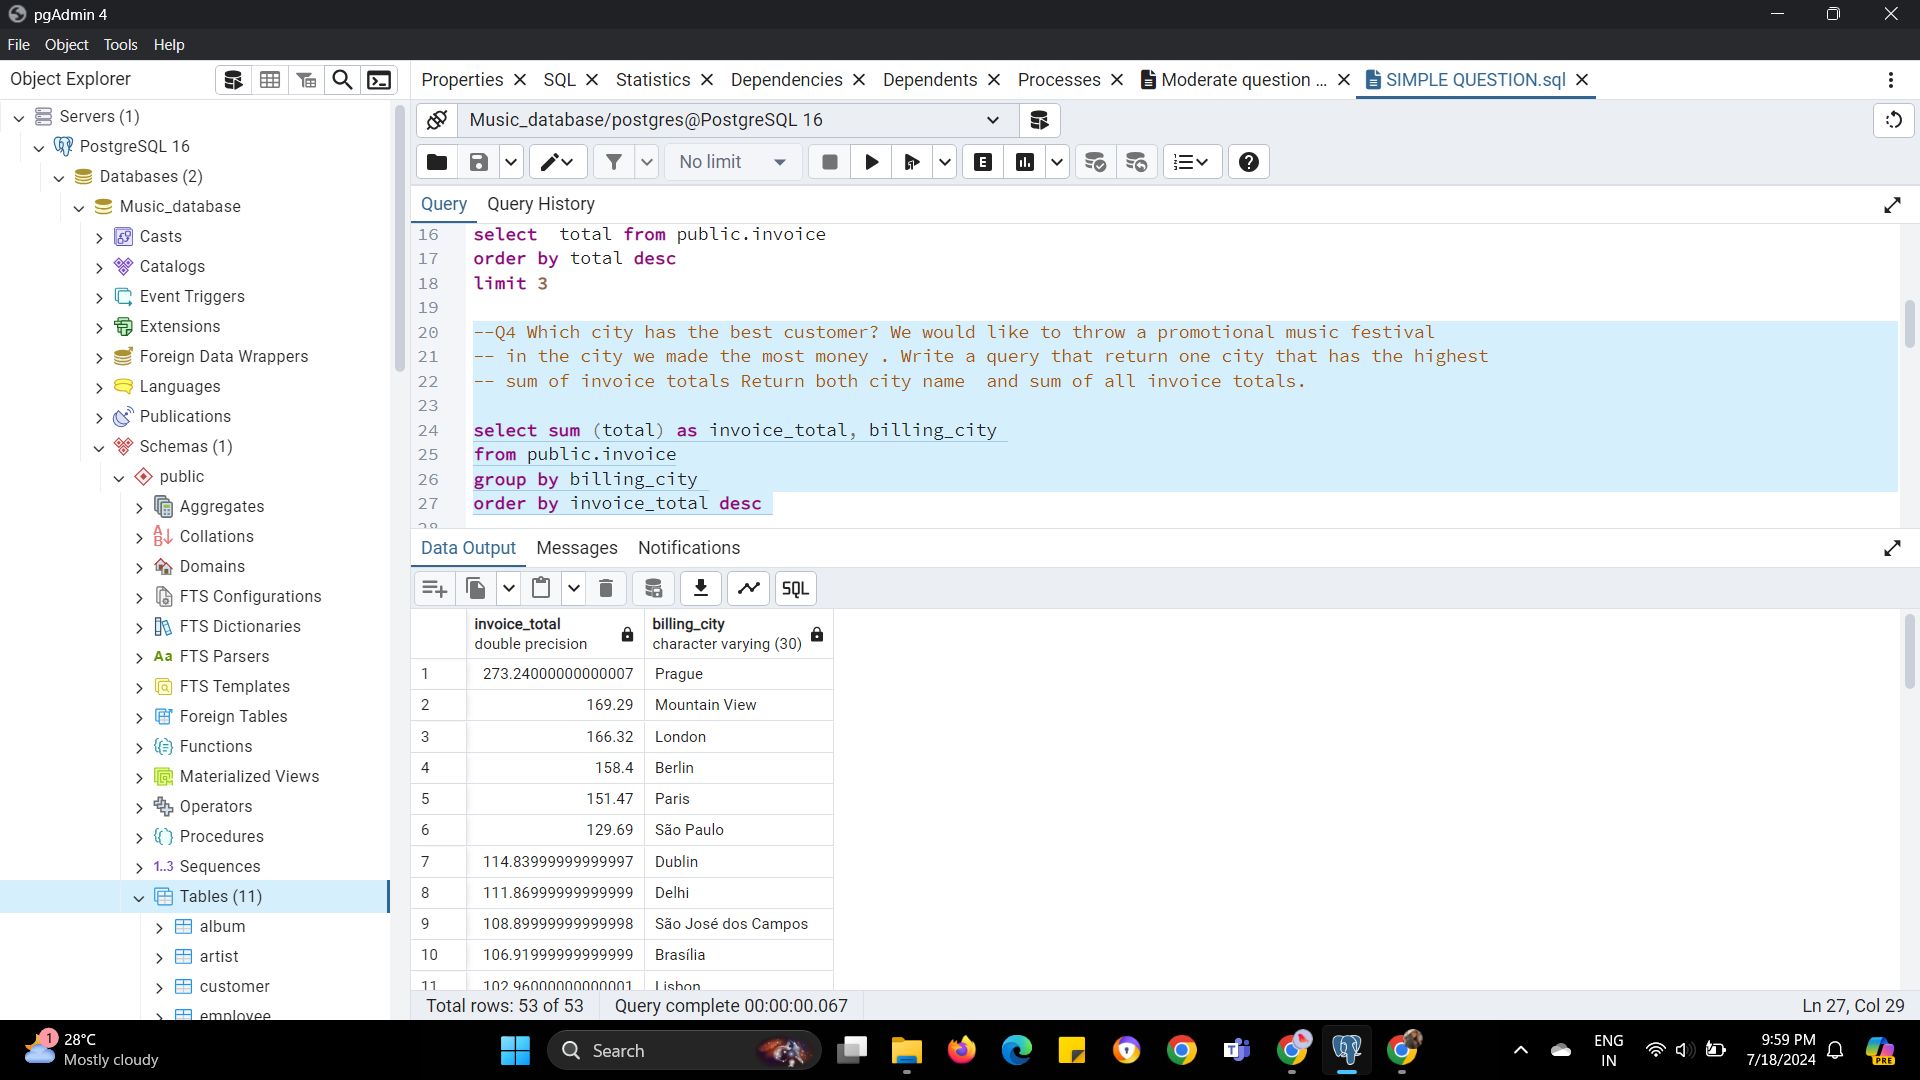 pgAdmin 4
File Object Tools Help
Object Explorer
Properties SQL Statistics Dependencies Dependents Processes Moderate question ... SIMPLE QUESTION.sql
Servers (1)
PostgreSQL 16
Databases (2)
Music_database
Casts
Catalogs
Event Triggers
Extensions
Foreign Data Wrappers
Languages
Publications
Schemas (1)
public
Aggregates
Collations
Domains
FTS Configurations
FTS Dictionaries
Aa FTS Parsers
FTS Templates
Foreign Tables
Functions
Materialized Views
Operators
Procedures
1..3 Sequences
Tables (11)
album
artist
customer
employee
Music_database/postgres@PostgreSQL 16
No limit
E
Query Query History
16 select  total from public.invoice
17 order by total desc
18 limit 3
19
20 --Q4 Which city has the best customer? We would like to throw a promotional music festival
21 -- in the city we made the most money . Write a query that return one city that has the highest
22 -- sum of invoice totals Return both city name  and sum of all invoice totals.
23
24 select sum (total) as invoice_total, billing_city
25 from public.invoice
26 group by billing_city
27 order by invoice_total desc
28
Data Output Messages Notifications
SQL
invoice_total billing_city
double precision character varying (30)
1 273.24000000000007 Prague
2 169.29 Mountain View
3 166.32 London
4 158.4 Berlin
5 151.47 Paris
6 129.69 São Paulo
7 114.83999999999997 Dublin
8 111.86999999999999 Delhi
9 108.89999999999998 São José dos Campos
10 106.91999999999999 Brasília
11 102.96000000000001 Lisbon
Total rows: 53 of 53 Query complete 00:00:00.067 Ln 27, Col 29
1
28°C
Mostly cloudy
Search
ENG
IN
9:59 PM
7/18/2024
PRE